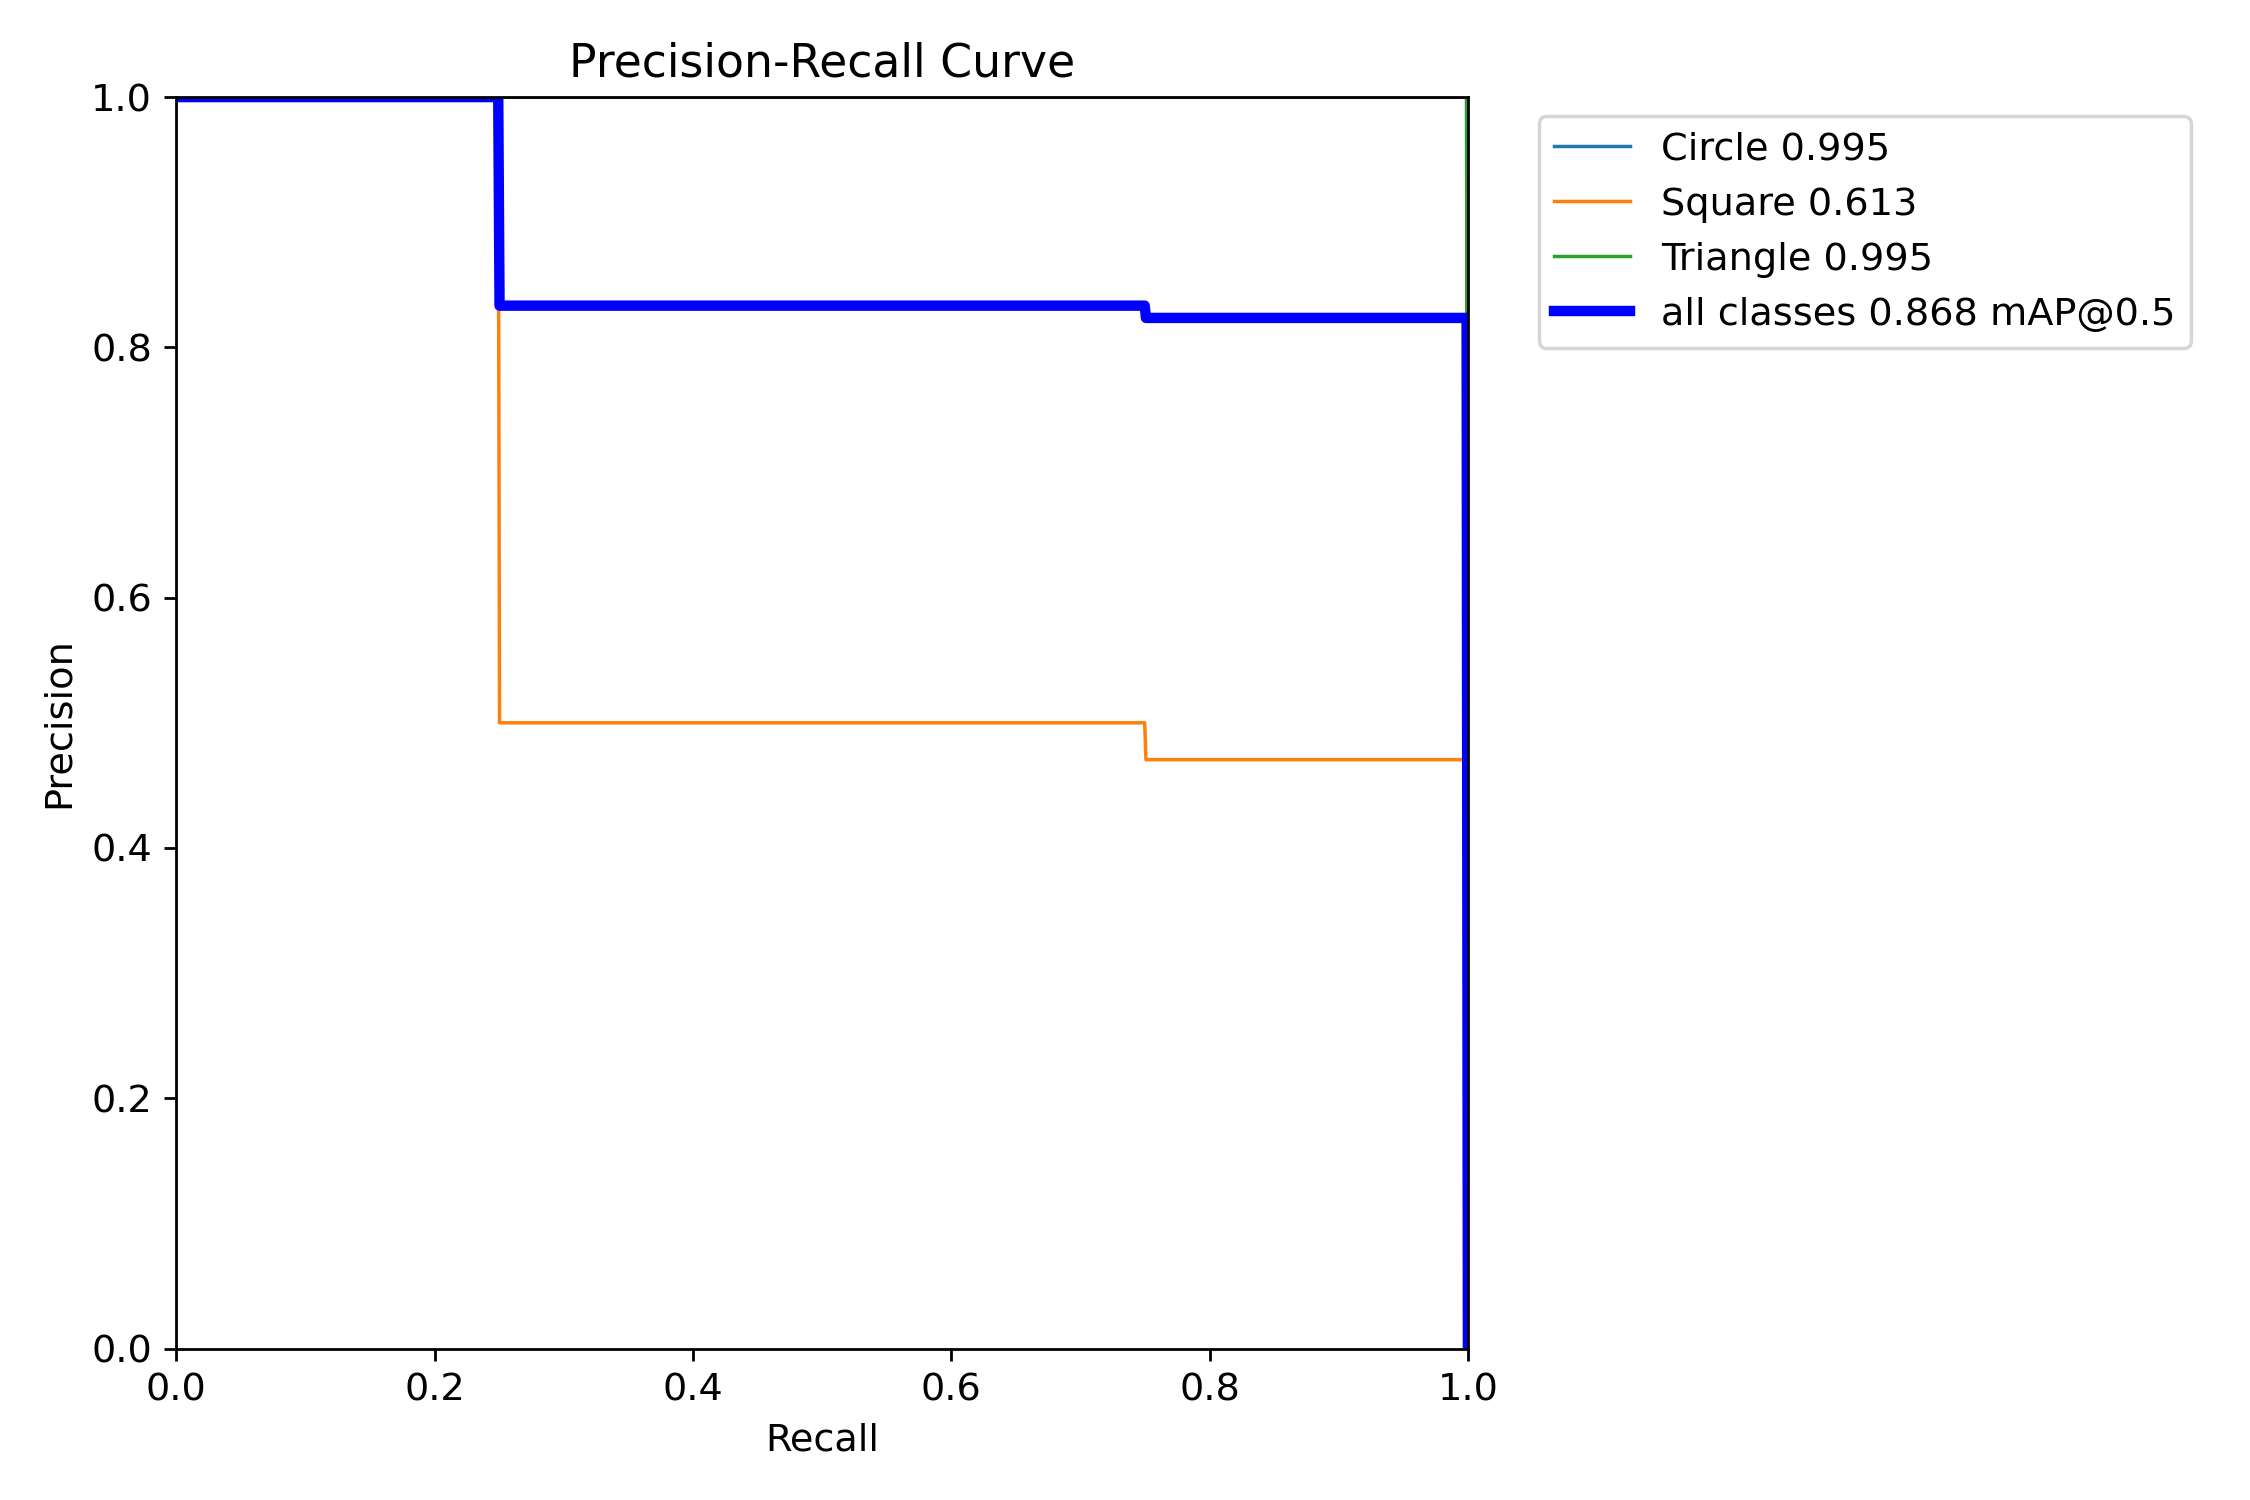 Precision-Recall Curve
1.0
0.8
0.6
0.4
0.2
0.0
Precision
0.0 0.2 0.4 0.6 0.8 1.0
Recall
Circle 0.995
Square 0.613
Triangle 0.995
all classes 0.868 mAP@0.5